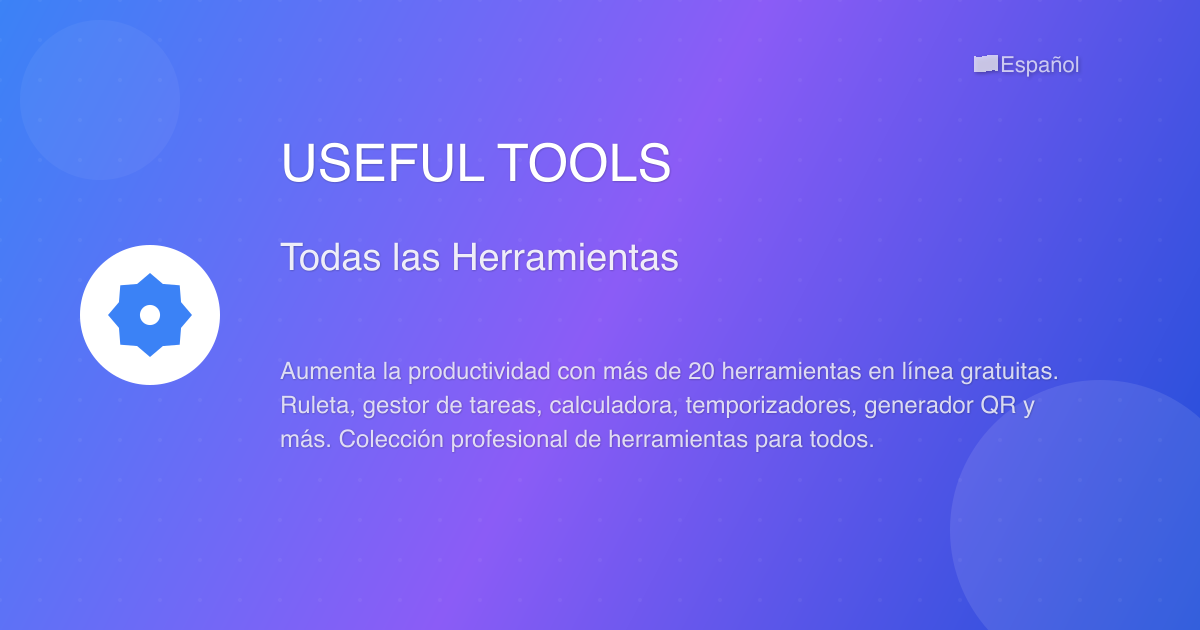 Español
USEFUL TOOLS
Todas las Herramientas
Aumenta la productividad con más de 20 herramientas en línea gratuitas.
Ruleta, gestor de tareas, calculadora, temporizadores, generador QR y
más. Colección profesional de herramientas para todos.